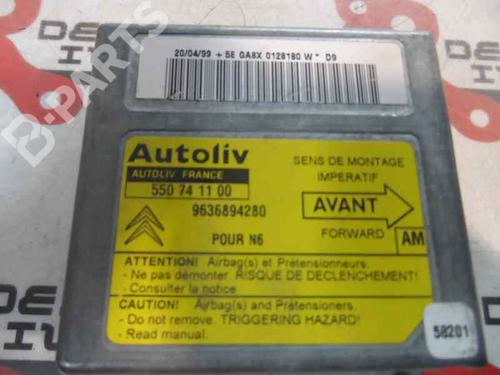 20/04/99 + 5E GA8X 0128180 W * D9
B-PARTS
Autoliv
AUTOLIV FRANCE
550 74 11 00
9636894280
POUR N6
SENS DE MONTAGE
IMPERATIF
AVANT
FORWARD
AM
ATTENTION! Airbag(s) et Prétensionneurs.
- Ne pas démonter. RISQUE DE DECLENCHEMENT!
- Consulter la notice
CAUTION! Airbag(s) and Prétensioners.
- Do not remove. TRIGGERING HAZARD!
- Read manual.
58201